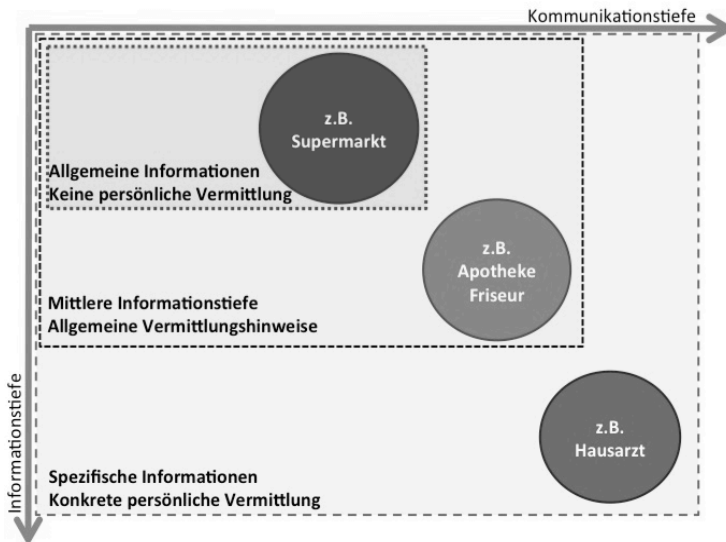 Kommunikationstiefe
z.B.
Supermarkt
Allgemeine Informationen
Keine persönliche Vermittlung
z.B.
Apotheke
Friseur
Mittlere Informationstiefe
Allgemeine Vermittlungshinweise
z.B.
Hausarzt
Spezifische Informationen
Konkrete persönliche Vermittlung
Informationstiefe